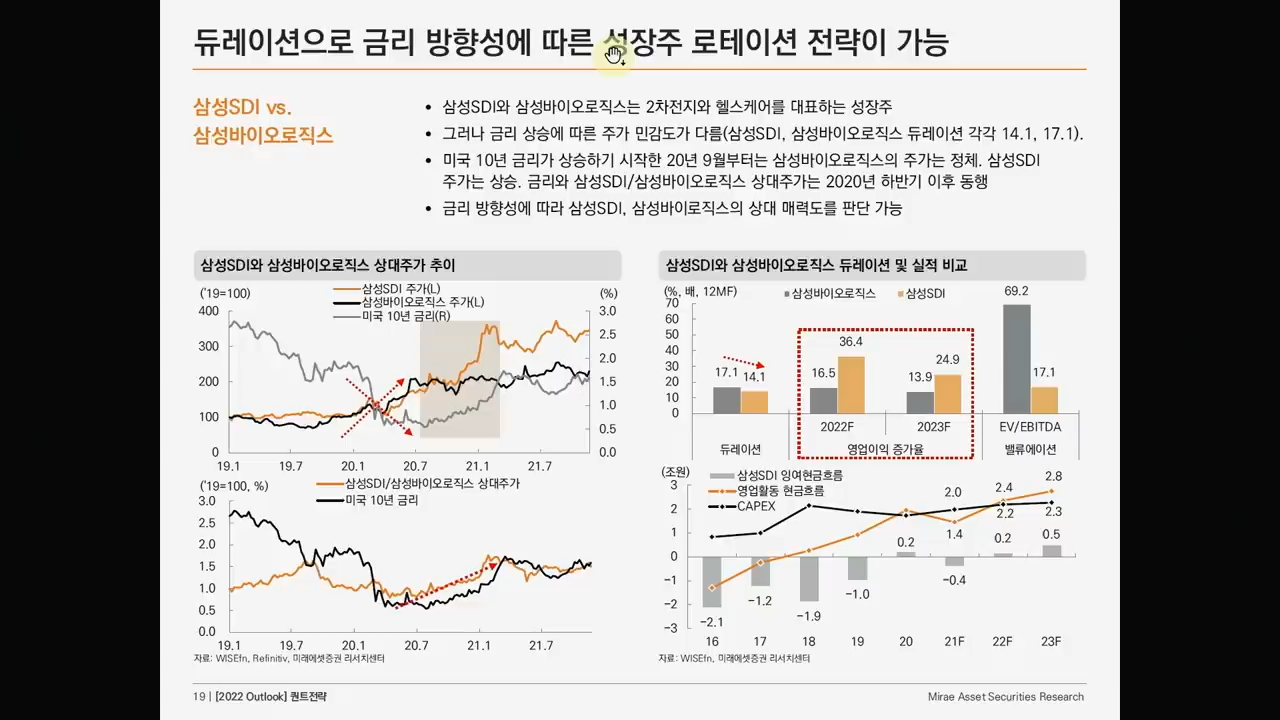 듀레이션으로 금리 방향성에 따른 성장주 로테이션 전략이 가능
삼성SDI vs.
삼성바이오로직스
• 삼성SDI와 삼성바이오로직스는 2차전지와 헬스케어를 대표하는 성장주
• 그러나 금리 상승에 따른 주가 민감도가 다름(삼성SDI, 삼성바이오로직스 듀레이션 각각 14.1, 17.1).
• 미국 10년 금리가 상승하기 시작한 20년 9월부터는 삼성바이오로직스의 주가는 정체. 삼성SDI
주가는 상승. 금리와 삼성SDI/삼성바이오로직스 상대주가는 2020년 하반기 이후 동행
• 금리 방향성에 따라 삼성SDI, 삼성바이로직스의 상대 매력도를 판단 가능
삼성SDI와 삼성바이오로직스 상대주가 추이
('19=100)
삼성SDI 주가(L)
삼성바이오로직스 주가(L)
미국 10년 금리(R)
(%)
400
300
200
100
0
3.0
2.5
2.0
1.5
1.0
0.5
0.0
19.1 19.7 20.1 20.7 21.1 21.7
('19=100, %)
삼성SDI/삼성바이오로직스 상대주가
미국 10년 금리
3.0
2.5
2.0
1.5
1.0
0.5
0.0
19.1 19.7 20.1 20.7 21.1 21.7
자료: WISEfn, Refinitiv, 미래에셋증권 리서치센터
삼성SDI와 삼성바이오로직스 듀레이션 및 실적 비교
(%, 배, 12MF)
삼성바이오로직스 삼성SDI
70
60
50
40
30
20
10
0
17.1 14.1 16.5 36.4 13.9 24.9 69.2 17.1
2022F 2023F EV/EBITDA
듀레이션 영업이익 증가율 밸류에이션
(조원)
삼성SDI 잉여현금흐름
영업활동 현금흐름
CAPEX
3
2
1
0
-1
-2
-3
2.0 2.4 2.8
2.2 2.3
1.4
0.2 0.2 0.5
-2.1 -1.2 -1.9 -1.0 -0.4
16 17 18 19 20 21F 22F 23F
자료: WISEfn, 미래에셋증권 리서치센터
19 | [2022 Outlook] 퀀트전략
Mirae Asset Securities Research